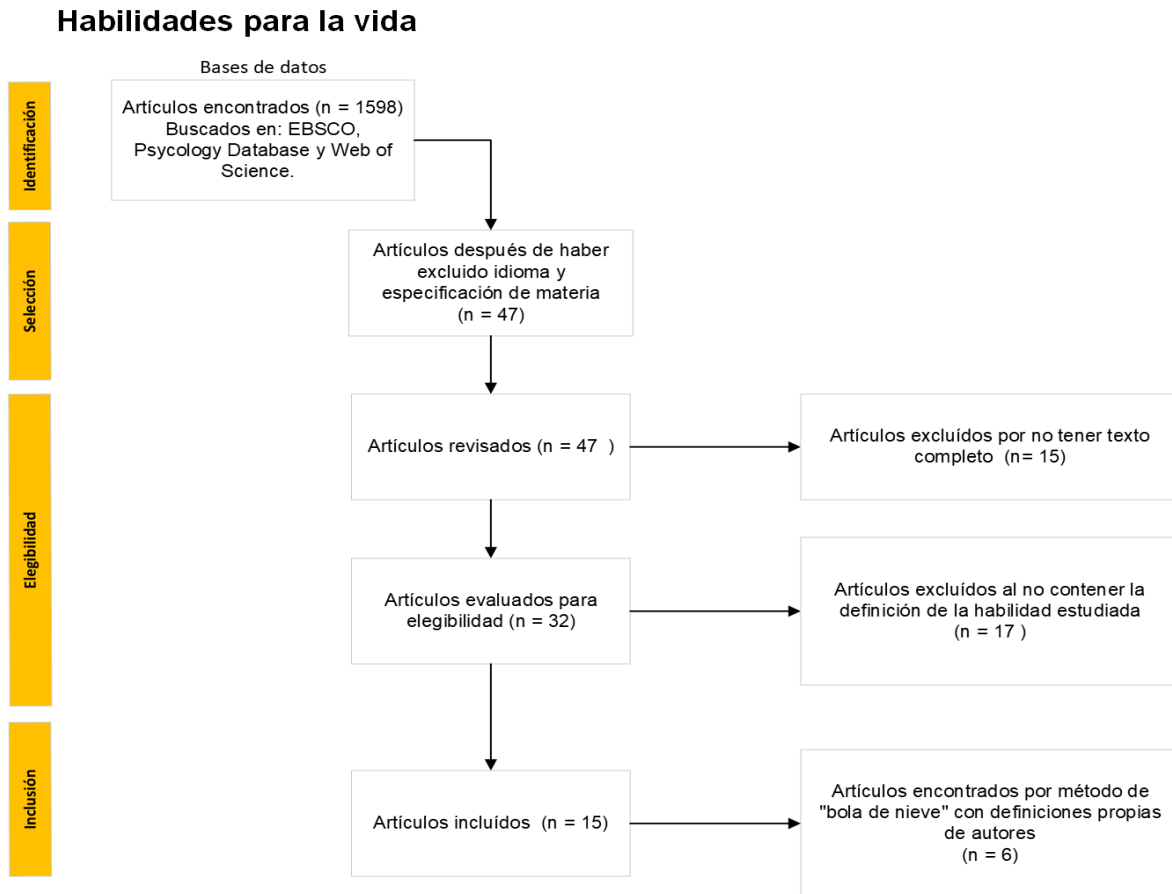 Habilidades para la vida
Bases de datos
Identificación
Artículos encontrados (n = 1598)
Buscados en: EBSCO,
Psycology Database y Web of
Science.
Selección
Artículos después de haber
excluido idioma y
especificación de materia
(n = 47)
Elegibilidad
Artículos revisados (n = 47 )
Artículos excluídos por no tener texto
completo (n= 15)
Artículos evaluados para
elegibilidad (n = 32)
Artículos excluídos al no contener la
definición de la habilidad estudiada
(n = 17 )
Inclusión
Artículos incluídos (n = 15)
Artículos encontrados por método de
"bola de nieve" con definiciones propias
de autores
(n = 6)